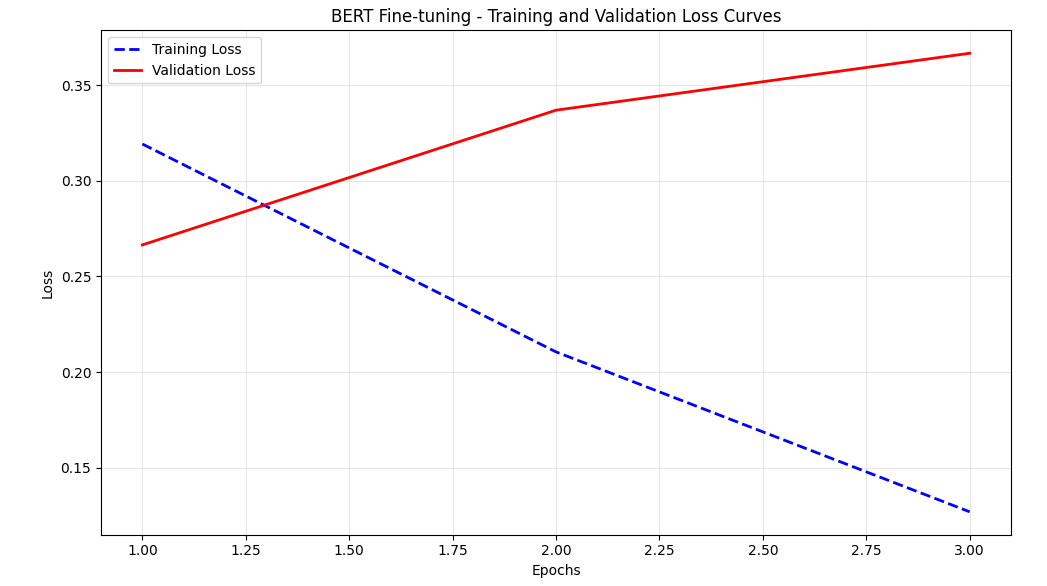 BERT Fine-tuning - Training and Validation Loss Curves
Training Loss
Validation Loss
Loss
0.35
0.30
0.25
0.20
0.15
1.00 1.25 1.50 1.75 2.00 2.25 2.50 2.75 3.00
Epochs